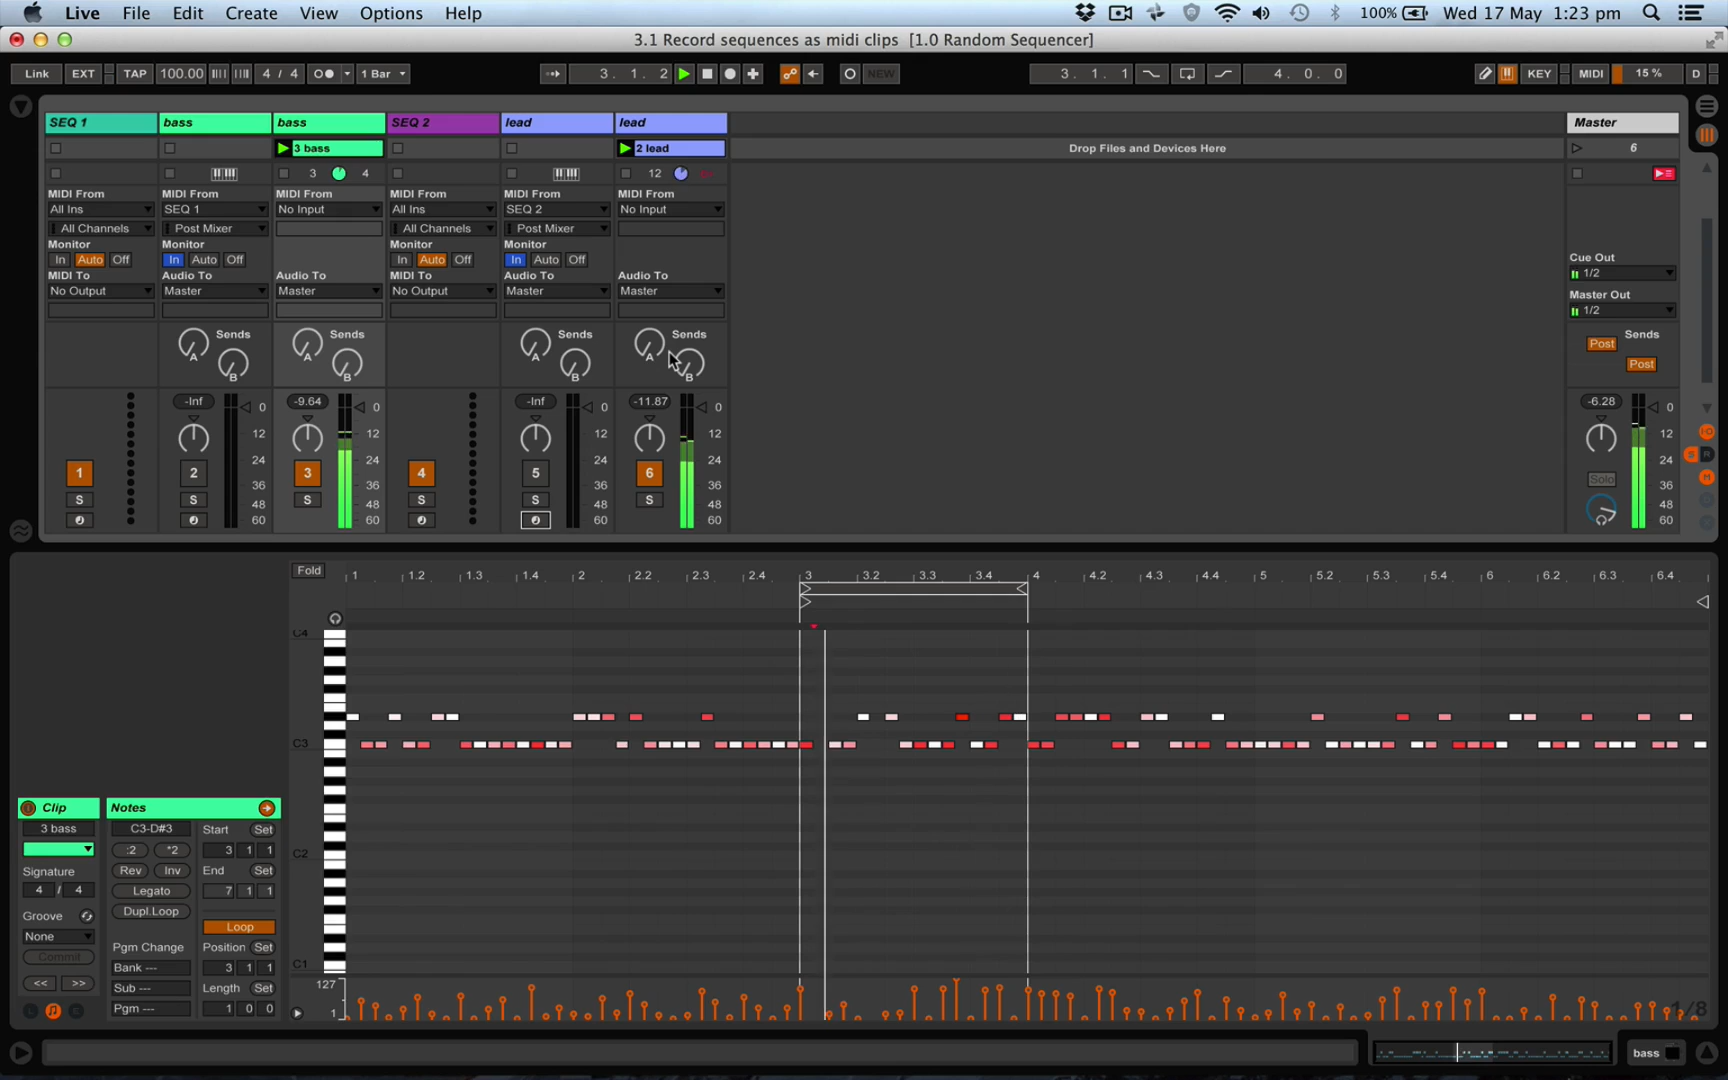 Live File Edit Create View Options Help 100% Wed 17 May 1:23 pm
3.1 Record sequences as midi clips [1.0 Random Sequencer]
Link EXT TAP 100.00 4 / 4 1 Bar 3. 1. 2 NEW 3. 1. 1 4. 0. 0 KEY MIDI 15 % D
SEQ 1 bass bass SEQ 2 lead lead Master
3 bass 2 lead Drop Files and Devices Here 6
3 4 12
MIDI From MIDI From MIDI From MIDI From MIDI From MIDI From
All Ins SEQ 1 No Input All Ins SEQ 2 No Input
All Channels Post Mixer All Channels Post Mixer
Monitor Monitor Monitor Monitor
In Auto Off In Auto Off In Auto Off In Auto Off
Cue Out
1/2
MIDI To Audio To Audio To MIDI To Audio To Audio To
No Output Master Master No Output Master Master
Master Out
1/2
Sends Sends Sends Sends Sends
A A A A Post
B B B B Post
-Inf 0 -9.64 0 -Inf 0 -11.87 0 -6.28 0
12 12 12 12 12
24 24 24 24 24
1 2 3 4 5 6
36 36 36 36 36
S S S S S S Solo
48 48 48 48 48
60 60 60 60 60
I-O
S R
M
Fold 1 1.2 1.3 1.4 2 2.2 2.3 2.4 3 3.2 3.3 3.4 4 4.2 4.3 4.4 5 5.2 5.3 5.4 6 6.2 6.3 6.4
C4
C3
C2
C1
127
1
1/8
Clip Notes
3 bass C3-D#3 Start Set
:2 *2 3 1 1
Signature Rev Inv End Set
4 / 4 Legato 7 1 1
Groove Dupl.Loop
None Loop
Commit Pgm Change Position Set
Bank --- 3 1 1
<< >> Sub --- Length Set
L E Pgm --- 1 0 0
bass